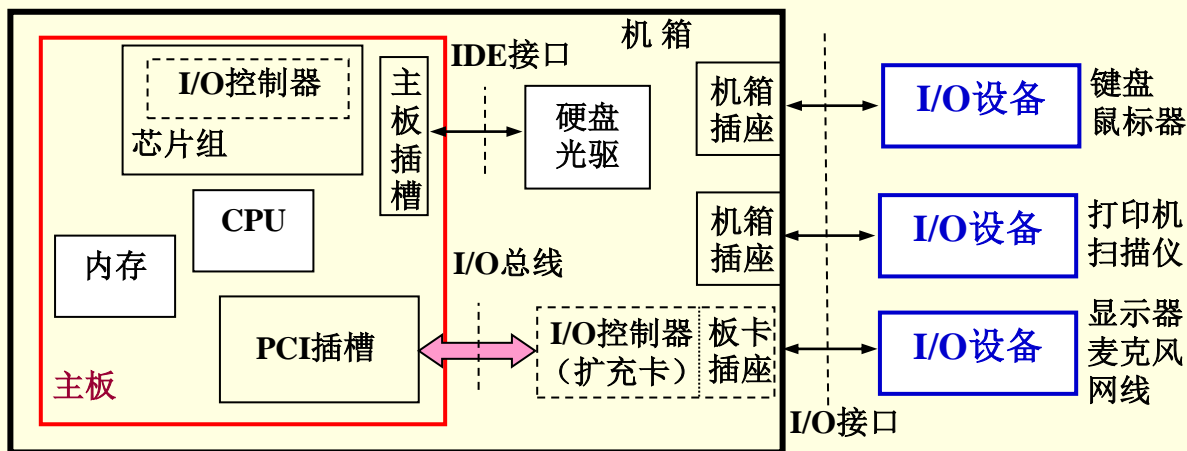 机 箱
I/O控制器
芯片组
主
板
插
槽
IDE接口
硬盘
光驱
机箱
插座
I/O设备
键盘
鼠标器
CPU
内存
机箱
插座
I/O设备
打印机
扫描仪
I/O总线
PCI插槽
I/O控制器
（扩充卡）
板卡
插座
I/O设备
显示器
麦克风
网线
主板
I/O接口